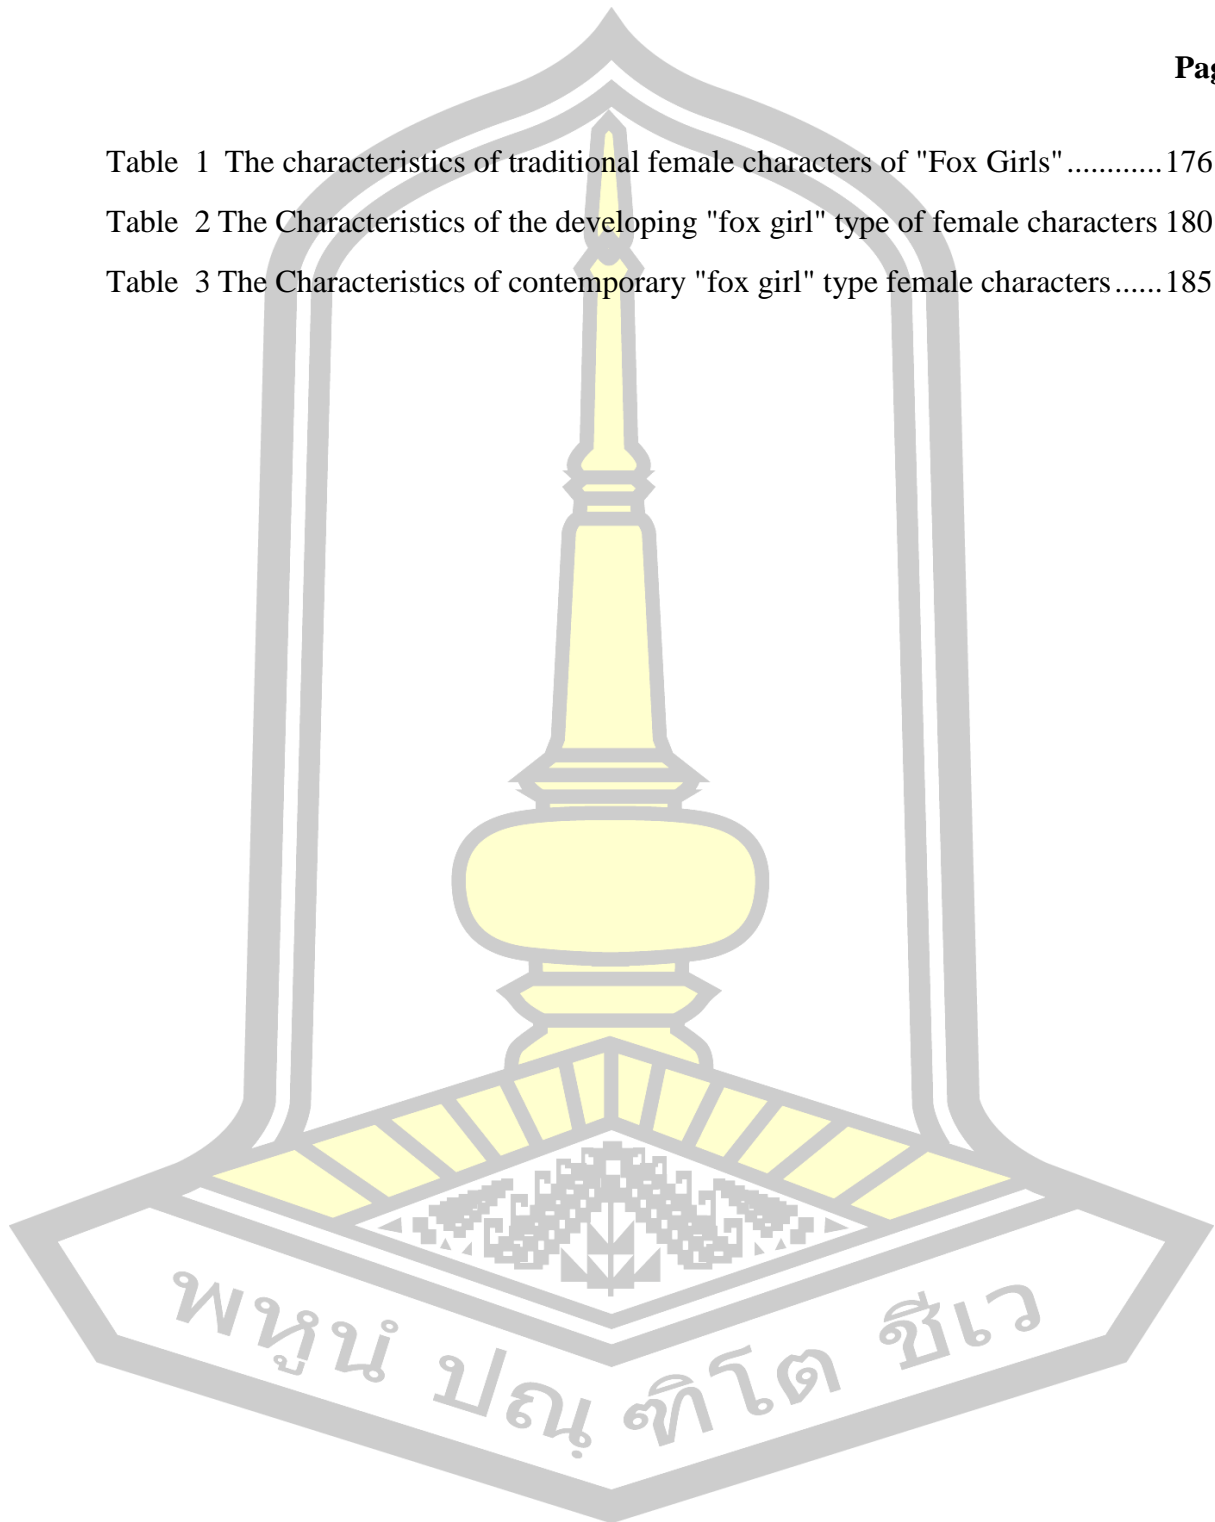 Pag
Table 1 The characteristics of traditional female characters of "Fox Girls"............176
Table 2 The Characteristics of the developing "fox girl" type of female characters 180
Table 3 The Characteristics of contemporary "fox girl" type female characters......185
พหูนํ ปณฺฑิโต ชีเว